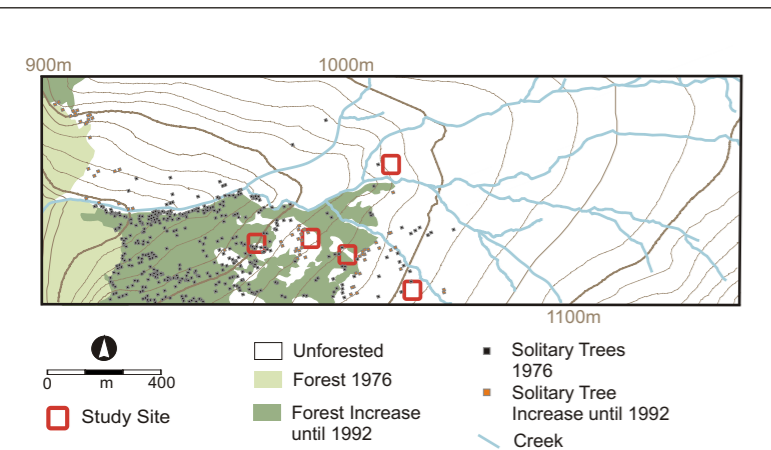 900m
1000m
1100m
0 m 400
Study Site
Unforested
Forest 1976
Forest Increase
until 1992
Solitary Trees
1976
Solitary Tree
Increase until 1992
Creek